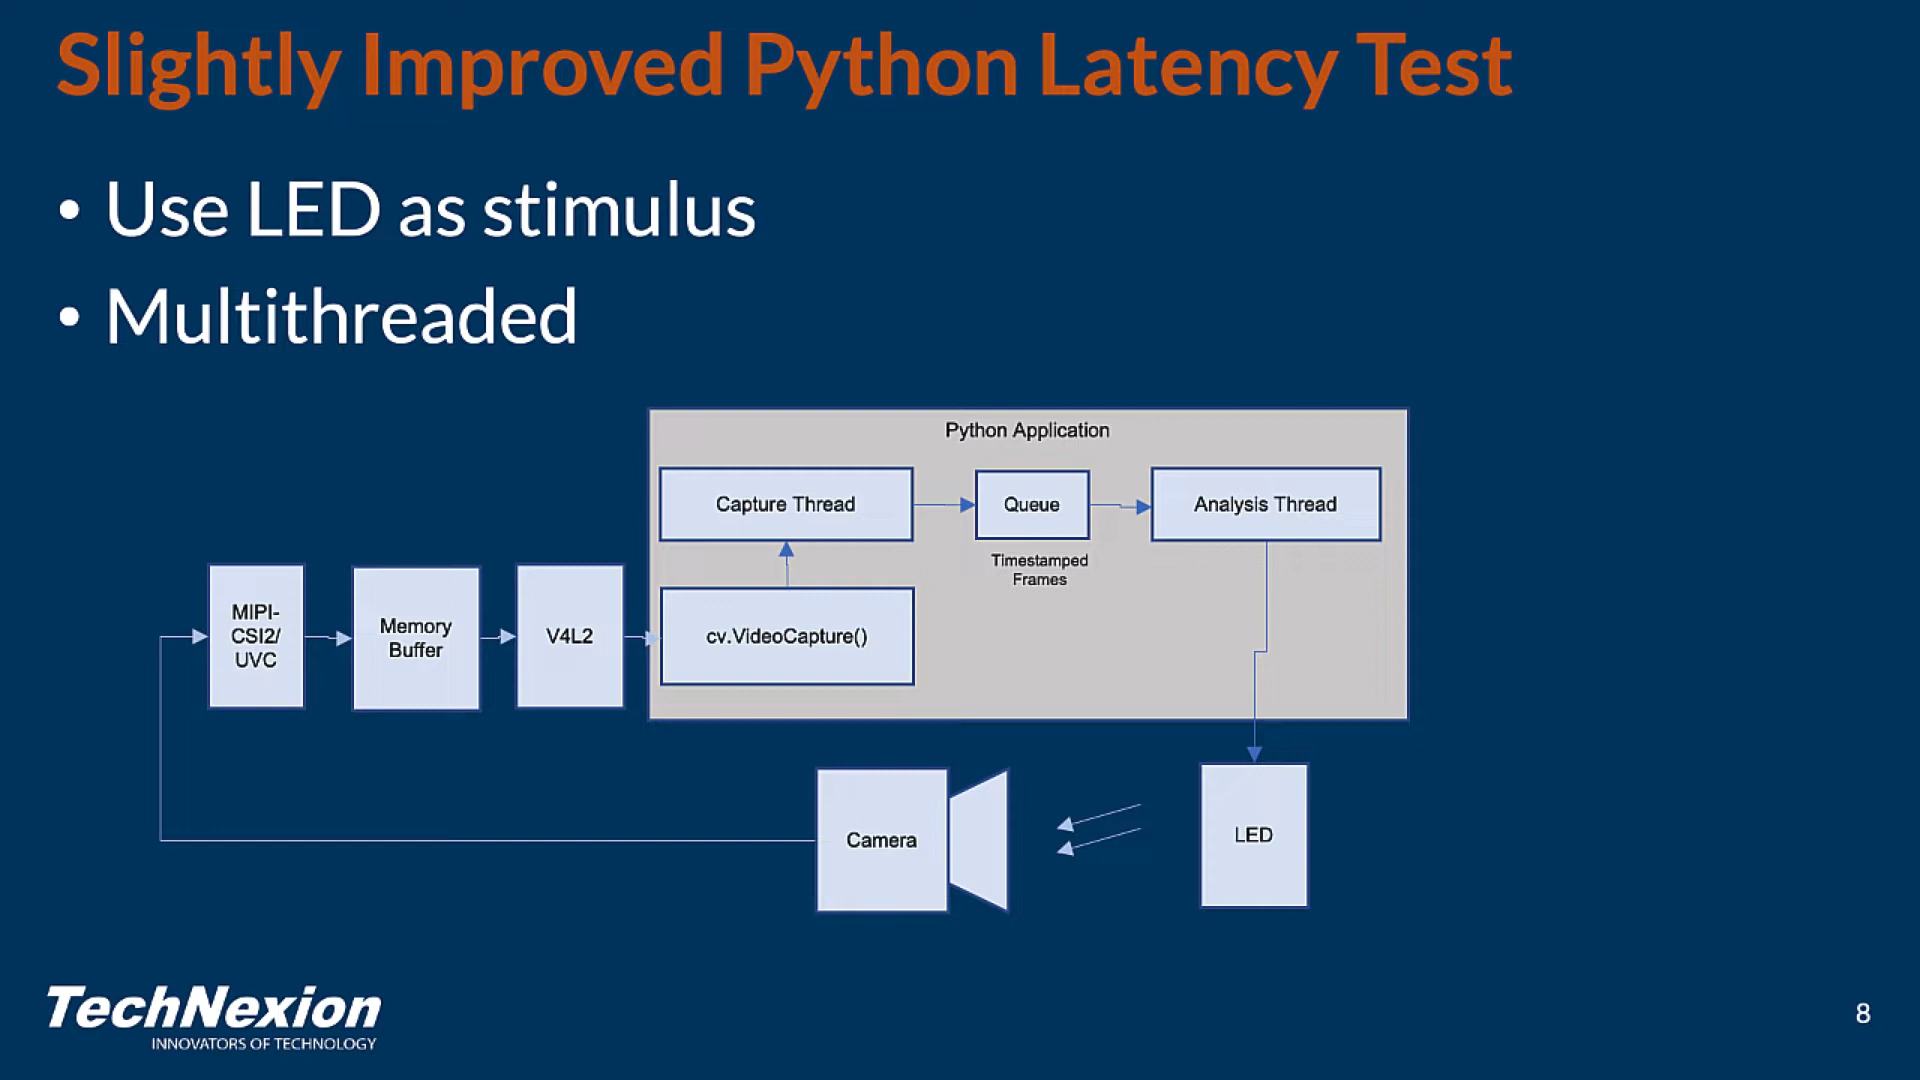 Slightly Improved Python Latency Test
• Use LED as stimulus
• Multithreaded
Python Application
Capture Thread
Queue
Analysis Thread
Timestamped
Frames
MIPI-
CSI2/
UVC
Memory
Buffer
V4L2
cv.VideoCapture()
Camera
LED
TechNexion
INNOVATORS OF TECHNOLOGY
8